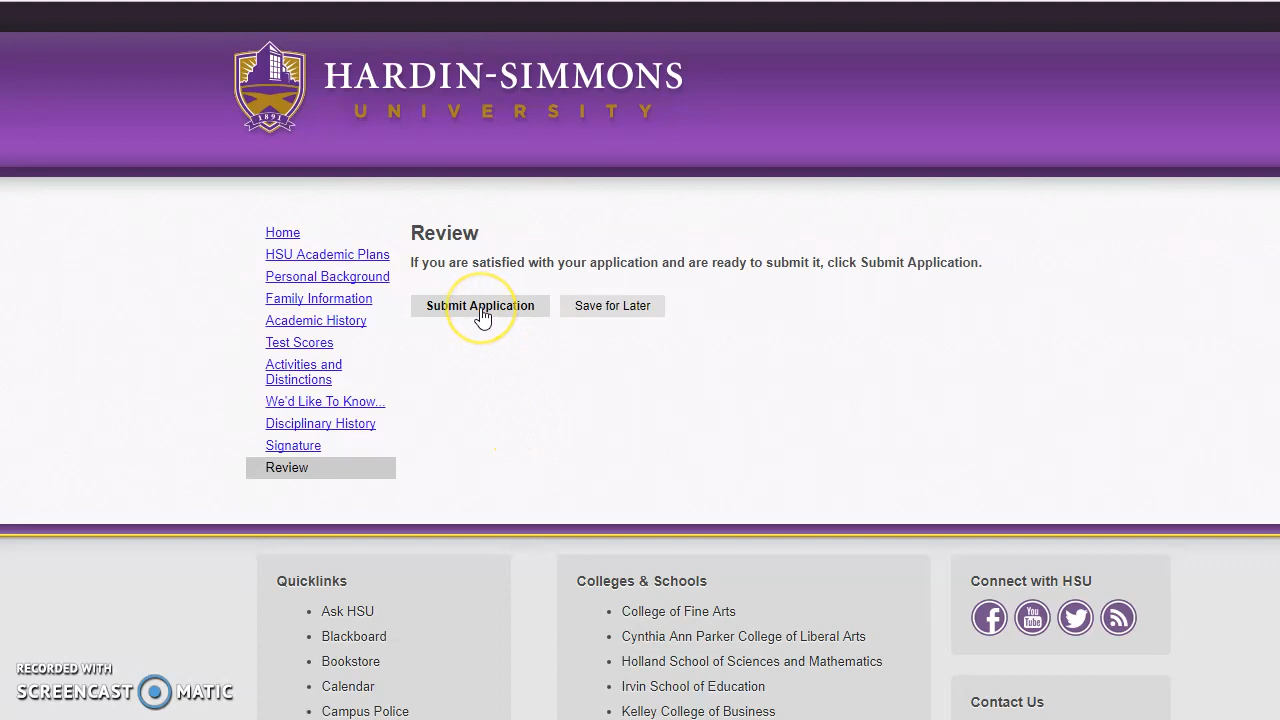 HARDIN-SIMMONS
UNIVERSITY
1891
Home
HSU Academic Plans
Personal Background
Family Information
Academic History
Test Scores
Activities and
Distinctions
We'd Like To Know...
Disciplinary History
Signature
Review
Review
If you are satisfied with your application and are ready to submit it, click Submit Application.
Submit Application
Save for Later
Quicklinks
Ask HSU
Blackboard
Bookstore
Calendar
Campus Police
Colleges & Schools
College of Fine Arts
Cynthia Ann Parker College of Liberal Arts
Holland School of Sciences and Mathematics
Irvin School of Education
Kelley College of Business
Connect with HSU
You
Tube
Contact Us
RECORDED WITH
SCREENCAST MATIC